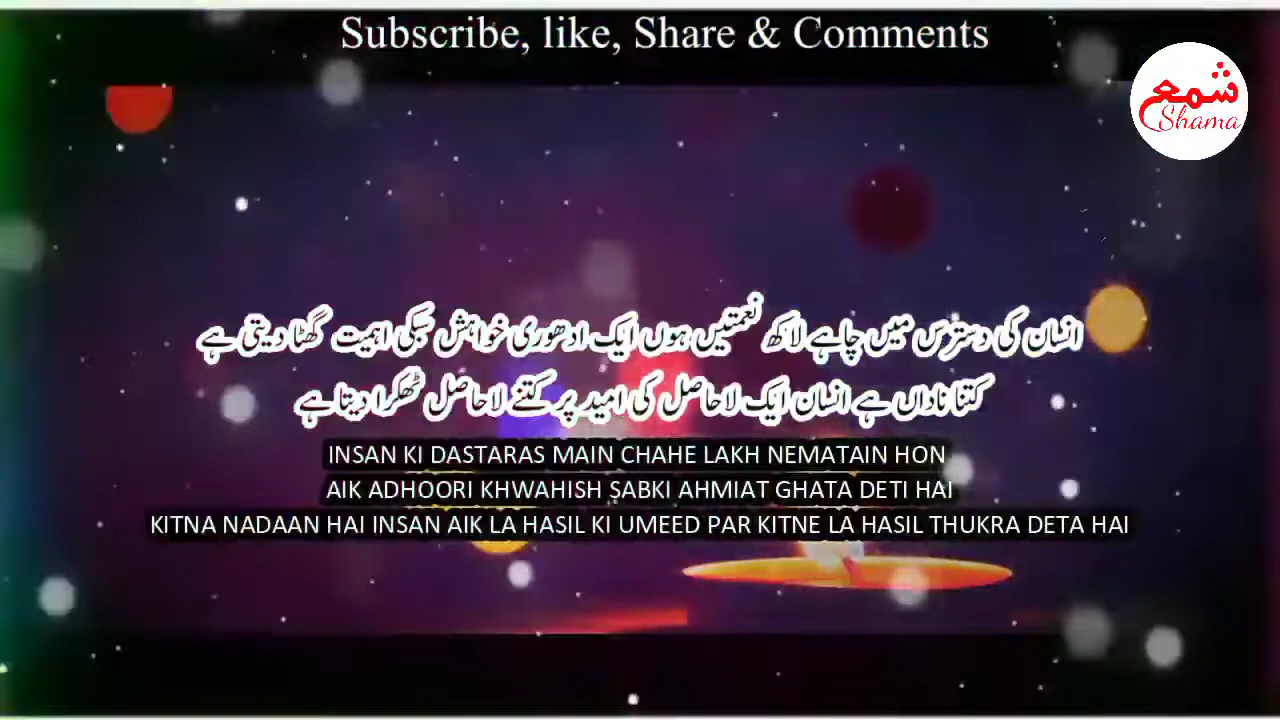 Subscribe, like, Share & Comments
شمع
Shama
انسان کی دسترس میں چاہے لاکھ نعمتیں ہوں ایک ادھوری خواہش سبکی اہمیت گھٹا دیتی ہے
کتنا ناداں ہے انسان ایک لاحاصل کی امید پر کتنے لاحاصل ٹھکرا دیتا ہے
INSAN KI DASTARAS MAIN CHAHE LAKH NEMATAIN HON
AIK ADHOORI KHWAHISH SABKI AHMIAT GHATA DETI HAI
KITNA NADAAN HAI INSAN AIK LA HASIL KI UMEED PAR KITNE LA HASIL THUKRA DETA HAI